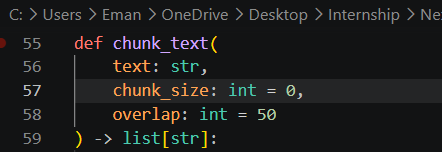 C: > Users > Eman > OneDrive > Desktop > Internship > Ne
55 def chunk_text(
56     text: str,
57     chunk_size: int = 0,
58     overlap: int = 50
59 ) -> list[str]: